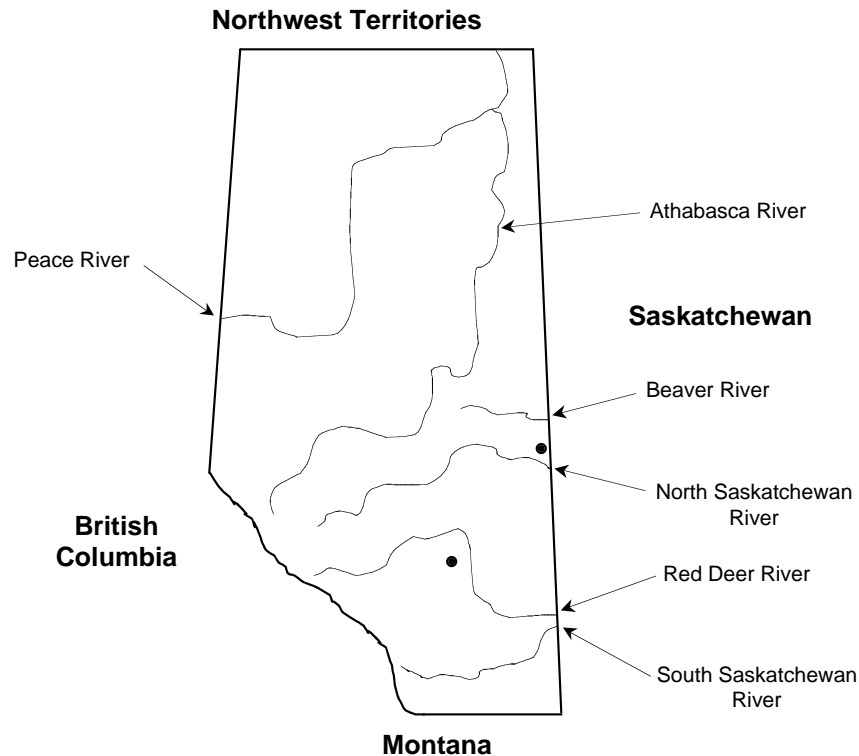 Northwest Territories
Athabasca River
Peace River
Saskatchewan
Beaver River
North Saskatchewan
River
British
Columbia
Red Deer River
South Saskatchewan
River
Montana